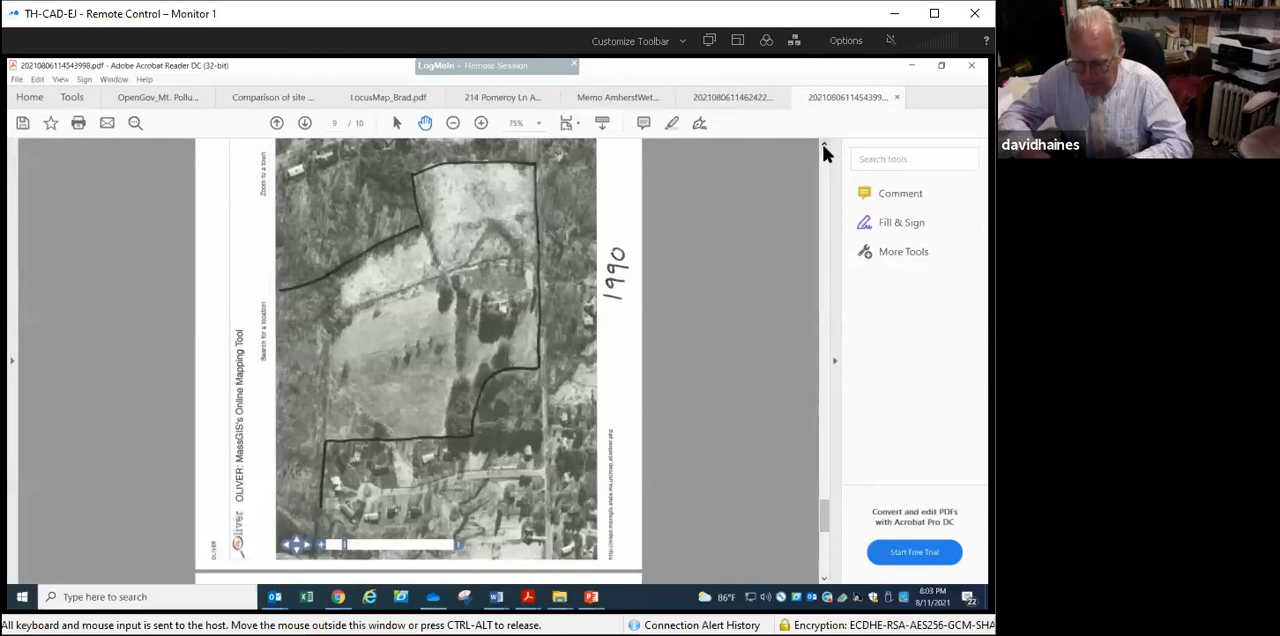 TH-CAD-EJ - Remote Control – Monitor 1
Customize Toolbar
Options
?
20210806114543998.pdf - Adobe Acrobat Reader DC (32-bit)
LogMeIn – Remote Session
File Edit View Sign Window Help
Home
Tools
OpenGov_Mt. Pollu...
Comparison of site ...
LocusMap_Brad.pdf
214 Pomeroy Ln A...
Memo AmherstWet...
2021080611462422...
2021080611454399...
9 / 10
75%
Search tools
Comment
Fill & Sign
More Tools
Convert and edit PDFs
with Acrobat Pro DC
Start Free Trial
Zoom to a town
Search for a location
OLIVER: MassGIS's Online Mapping Tool
Oliver
OLIVER
1990
davidhaines
Type here to search
86°F
8:03 PM
8/11/2021
22
All keyboard and mouse input is sent to the host. Move the mouse outside this window or press CTRL-ALT to release.
Connection Alert History
Encryption: ECDHE-RSA-AES256-GCM-SHA